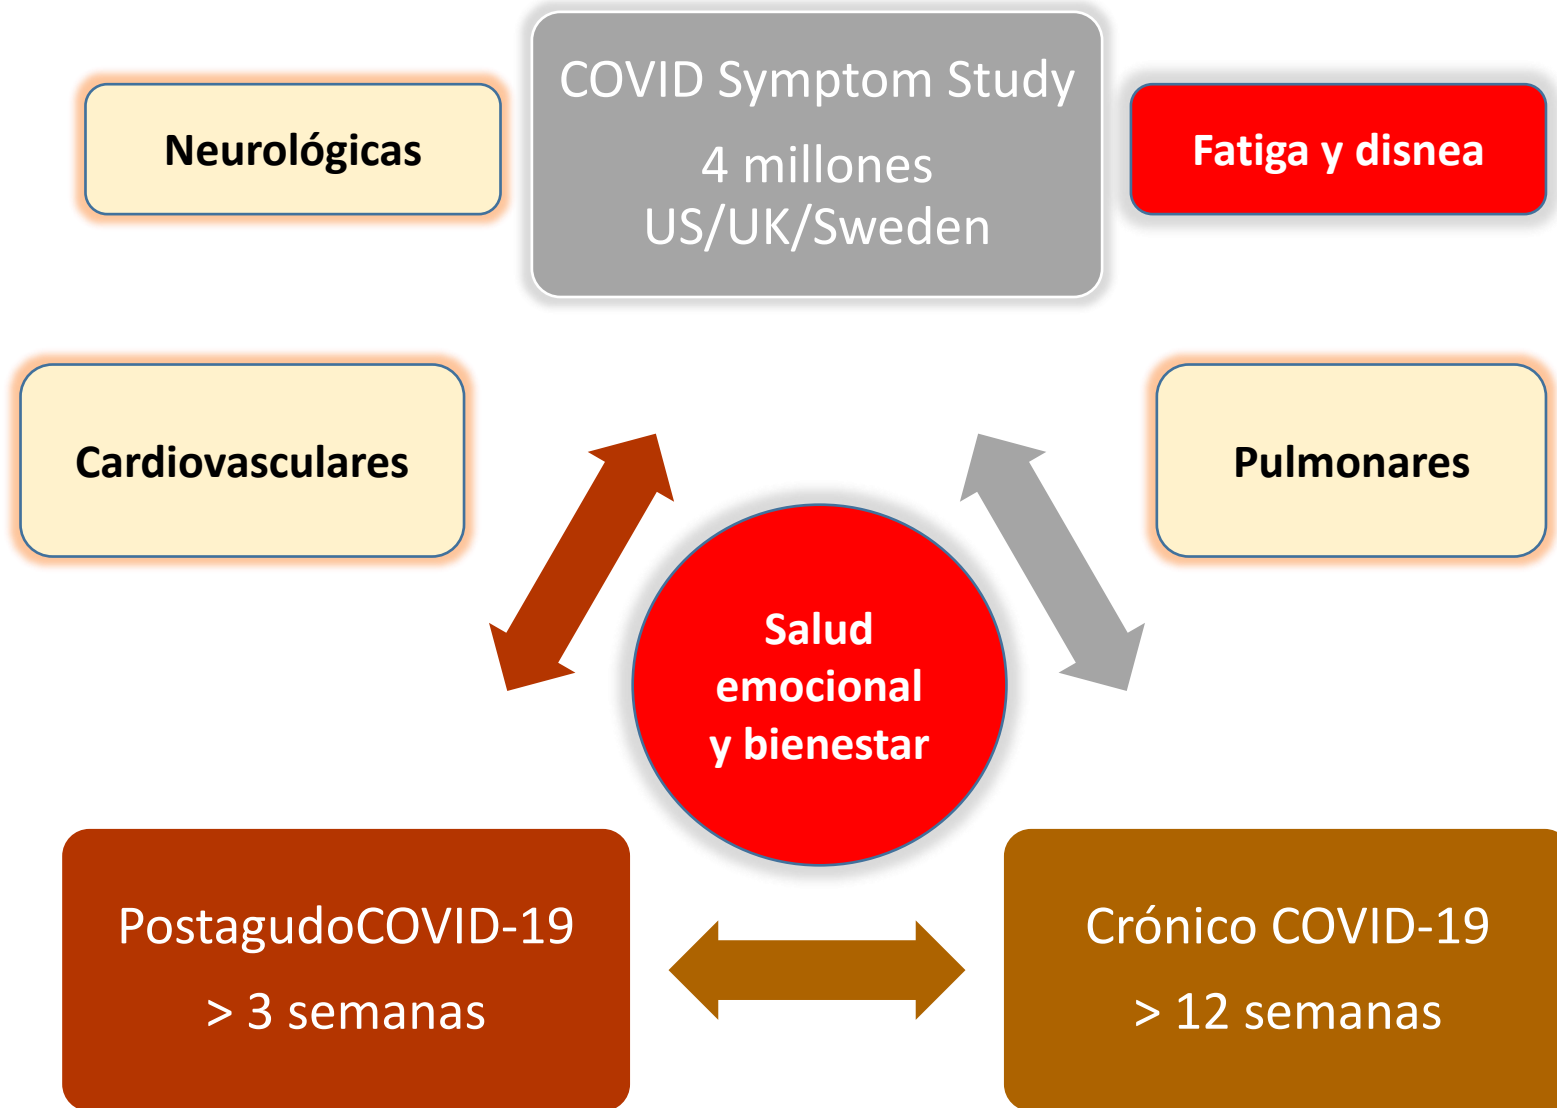 COVID Symptom Study
4 millones
US/UK/Sweden
Neurológicas
Fatiga y disnea
Cardiovasculares
Pulmonares
Salud
emocional
y bienestar
PostagudoCOVID-19
> 3 semanas
Crónico COVID-19
> 12 semanas